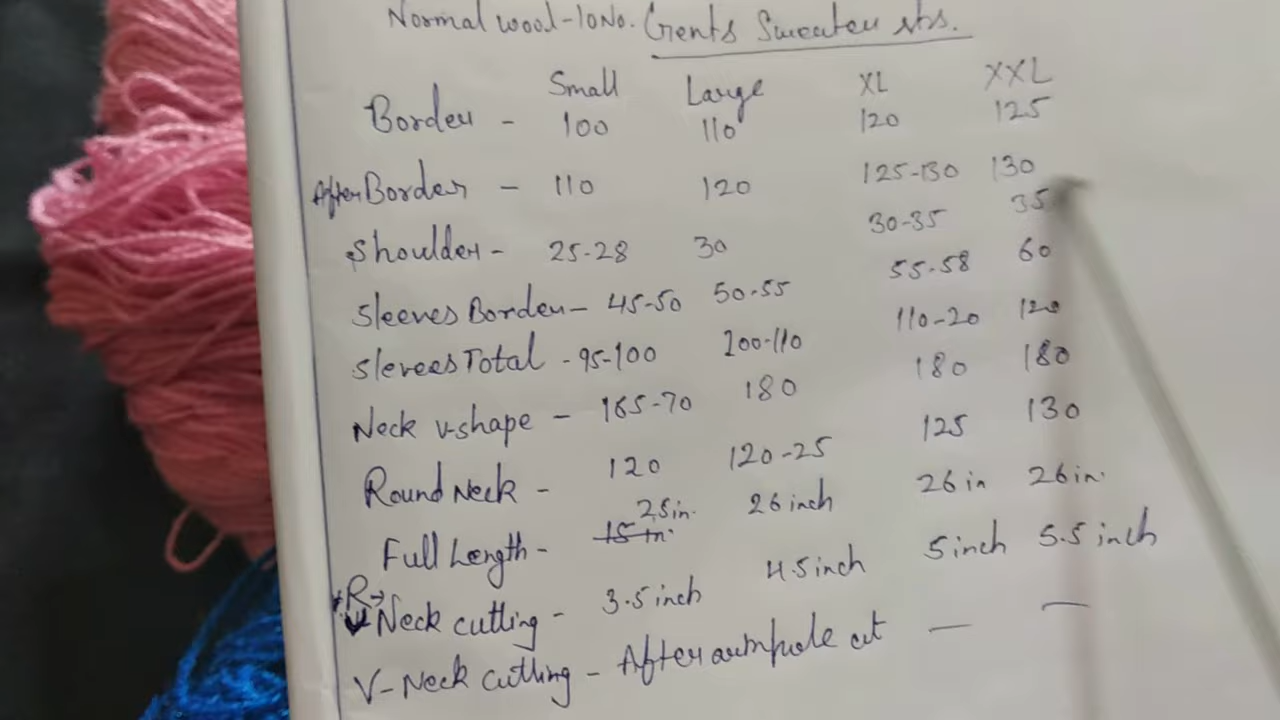 Normal wool-10No. Gents Sweater sts.
Small Large XL XXL
Border - 100 110 120 125
After Border - 110 120 125-130 130
Shoulder - 25-28 30 30-35 35
Sleeves Border - 45-50 50-55 55-58 60
Slevees Total - 95-100 100-110 110-20 120
Neck v-shape - 165-70 180 180 180
Round Neck - 120 120-25 125 130
Full Length - 15 in. 25in. 26 inch 26 in 26 in.
R→ Neck cutting - 3.5 inch 4.5 inch 5 inch 5.5 inch
V-Neck cutting - After armhole cut — —